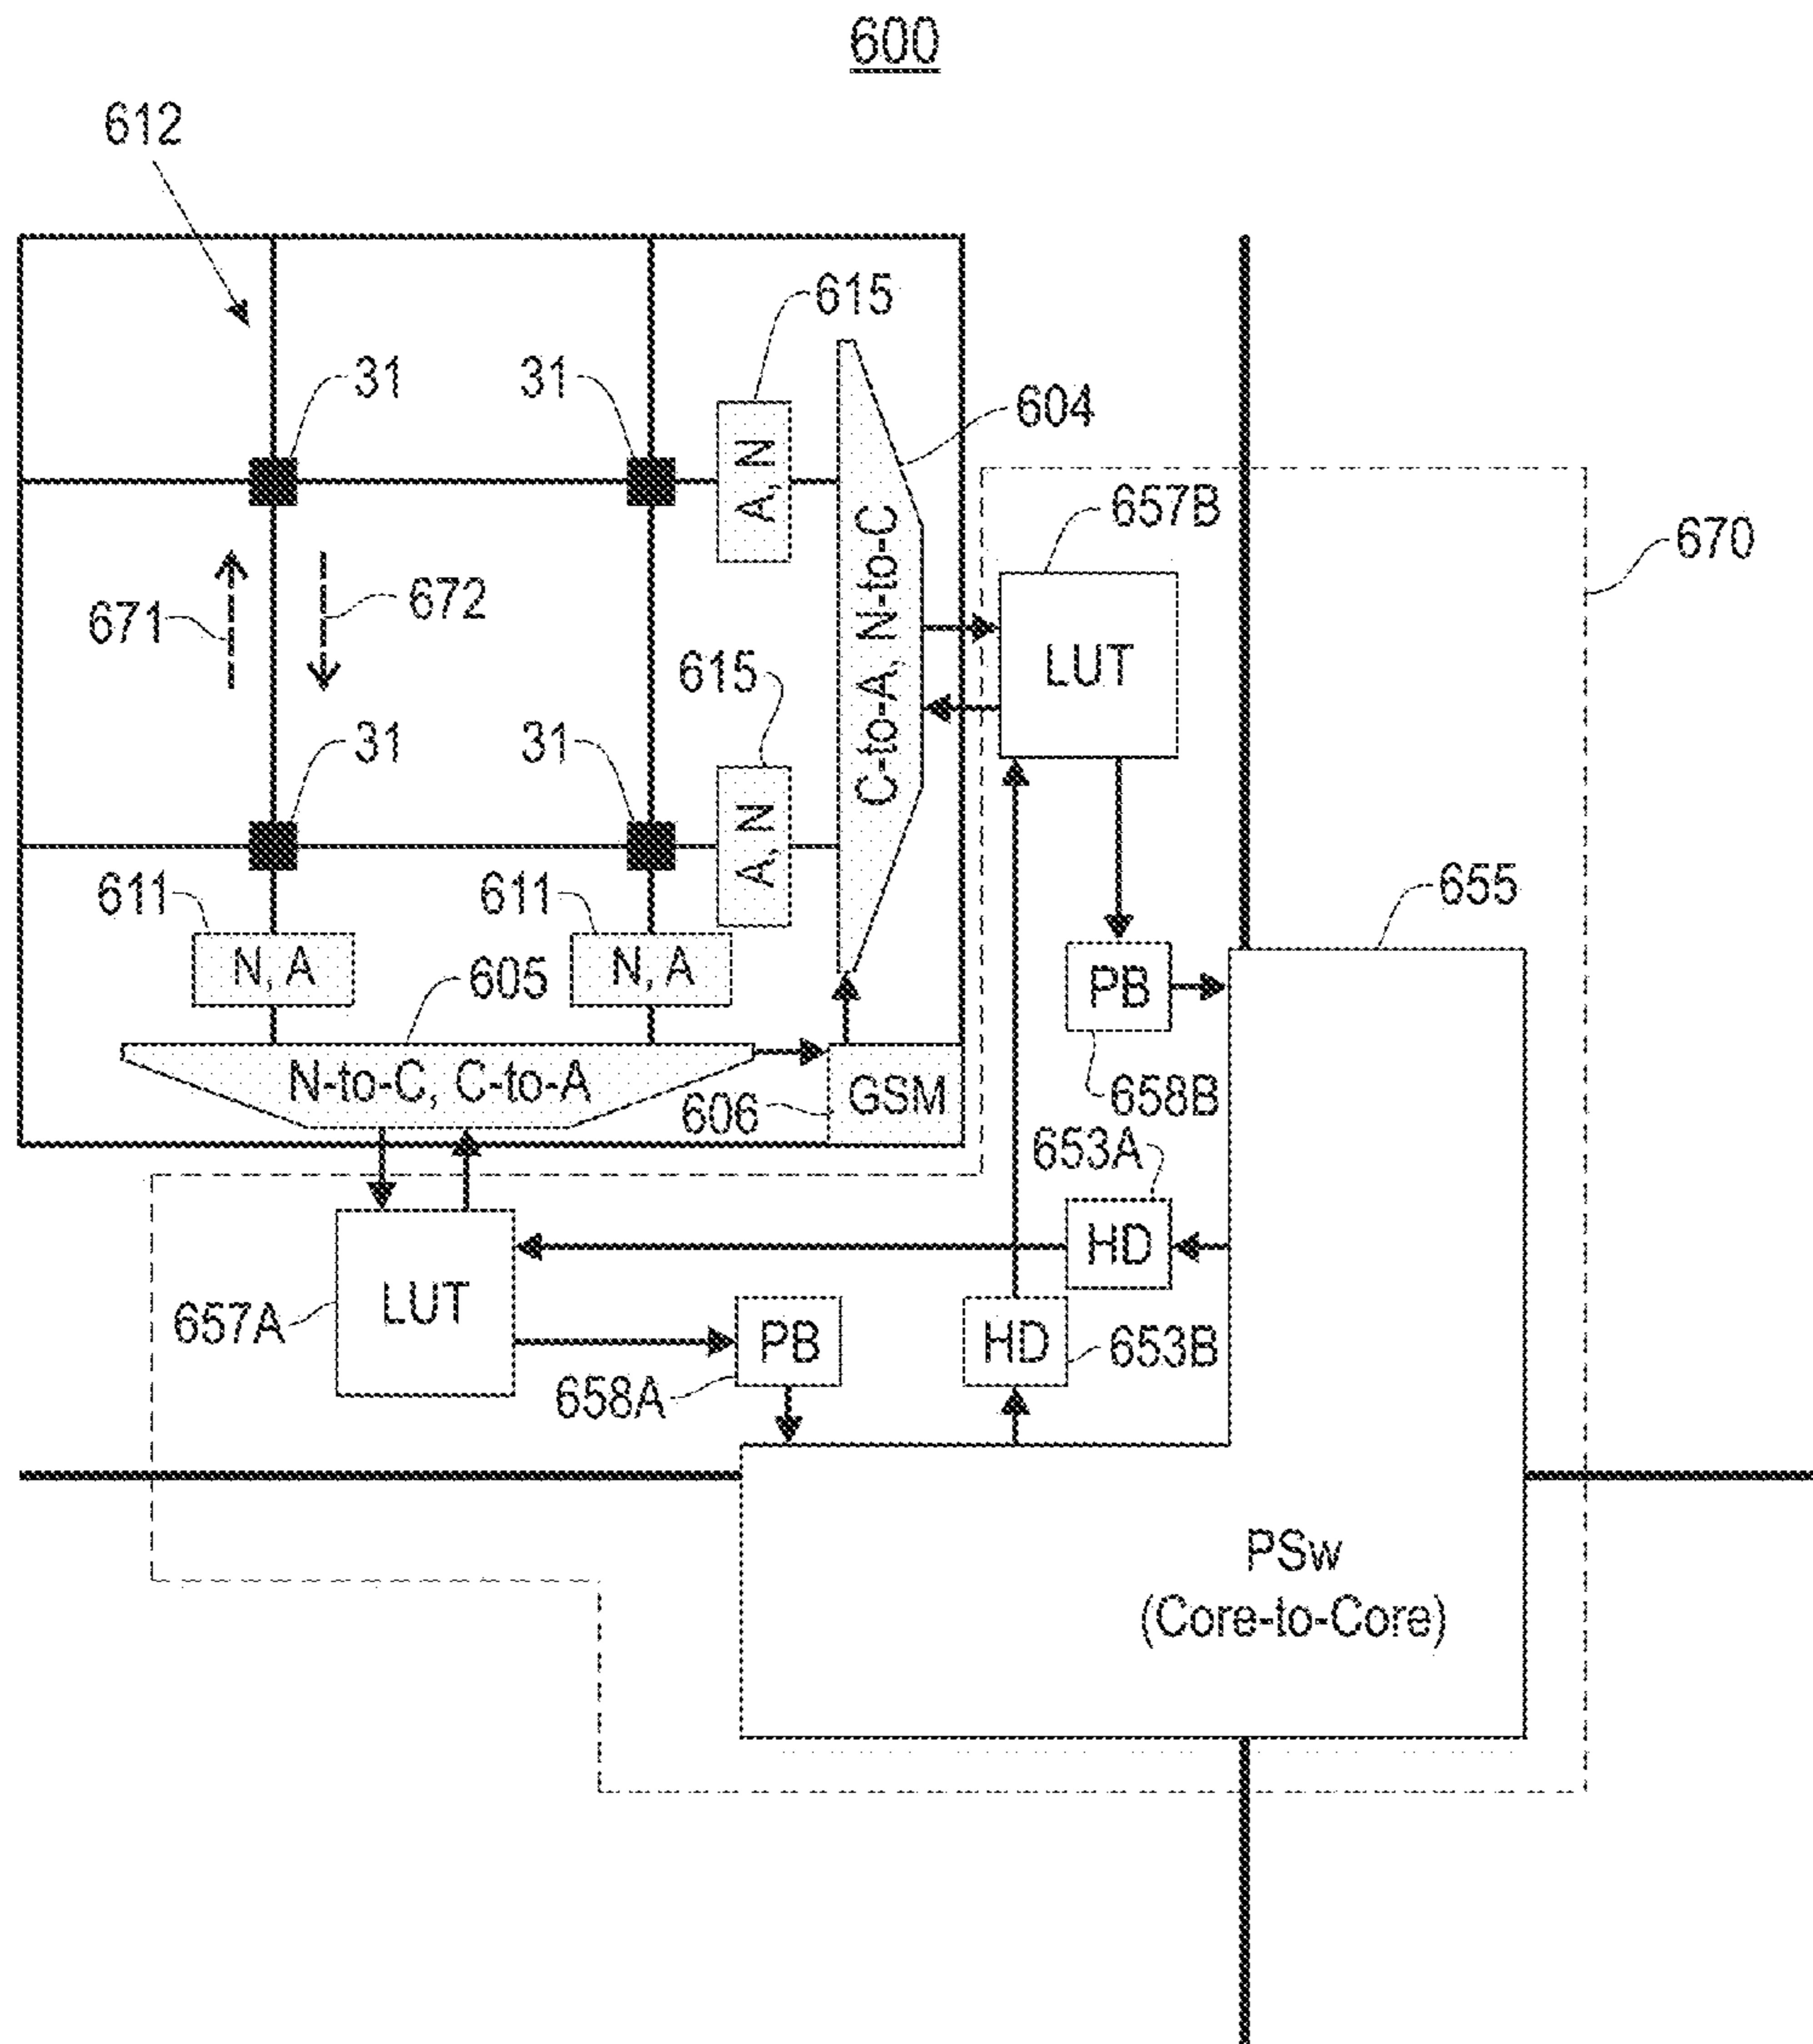 600
612
615
31
31
604
657B
670
A, N
C-to-A, N-to-C
671
672
LUT
615
31
31
A, N
655
611
611
N, A
605
N, A
PB
N-to-C, C-to-A
606
GSM
658B
653A
HD
657A
LUT
PB
HD
653B
658A
PSw
(Core-to-Core)